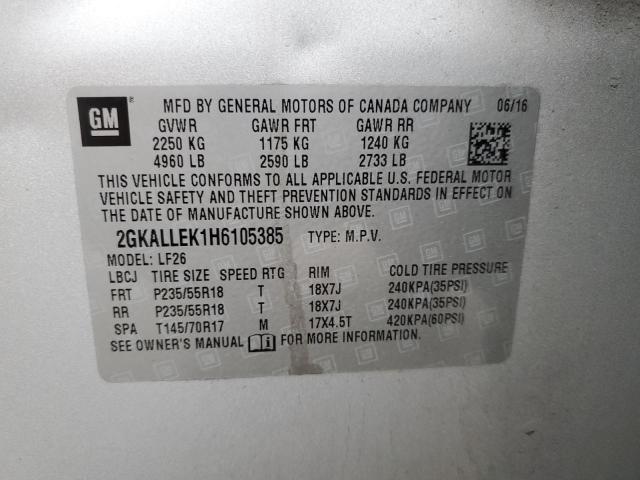 GM ® MFD BY GENERAL MOTORS OF CANADA COMPANY 06/16
GVWR GAWR FRT GAWR RR
2250 KG 1175 KG 1240 KG
4960 LB 2590 LB 2733 LB
THIS VEHICLE CONFORMS TO ALL APPLICABLE U.S. FEDERAL MOTOR
VEHICLE SAFETY AND THEFT PREVENTION STANDARDS IN EFFECT ON
THE DATE OF MANUFACTURE SHOWN ABOVE.
2GKALLEK1H6105385 TYPE: M.P.V.
MODEL: LF26
LBCJ TIRE SIZE SPEED RTG RIM COLD TIRE PRESSURE
FRT P235/55R18 T 18X7J 240KPA(35PSI)
RR P235/55R18 T 18X7J 240KPA(35PSI)
SPA T145/70R17 M 17X4.5T 420KPA(60PSI)
SEE OWNER'S MANUAL FOR MORE INFORMATION.